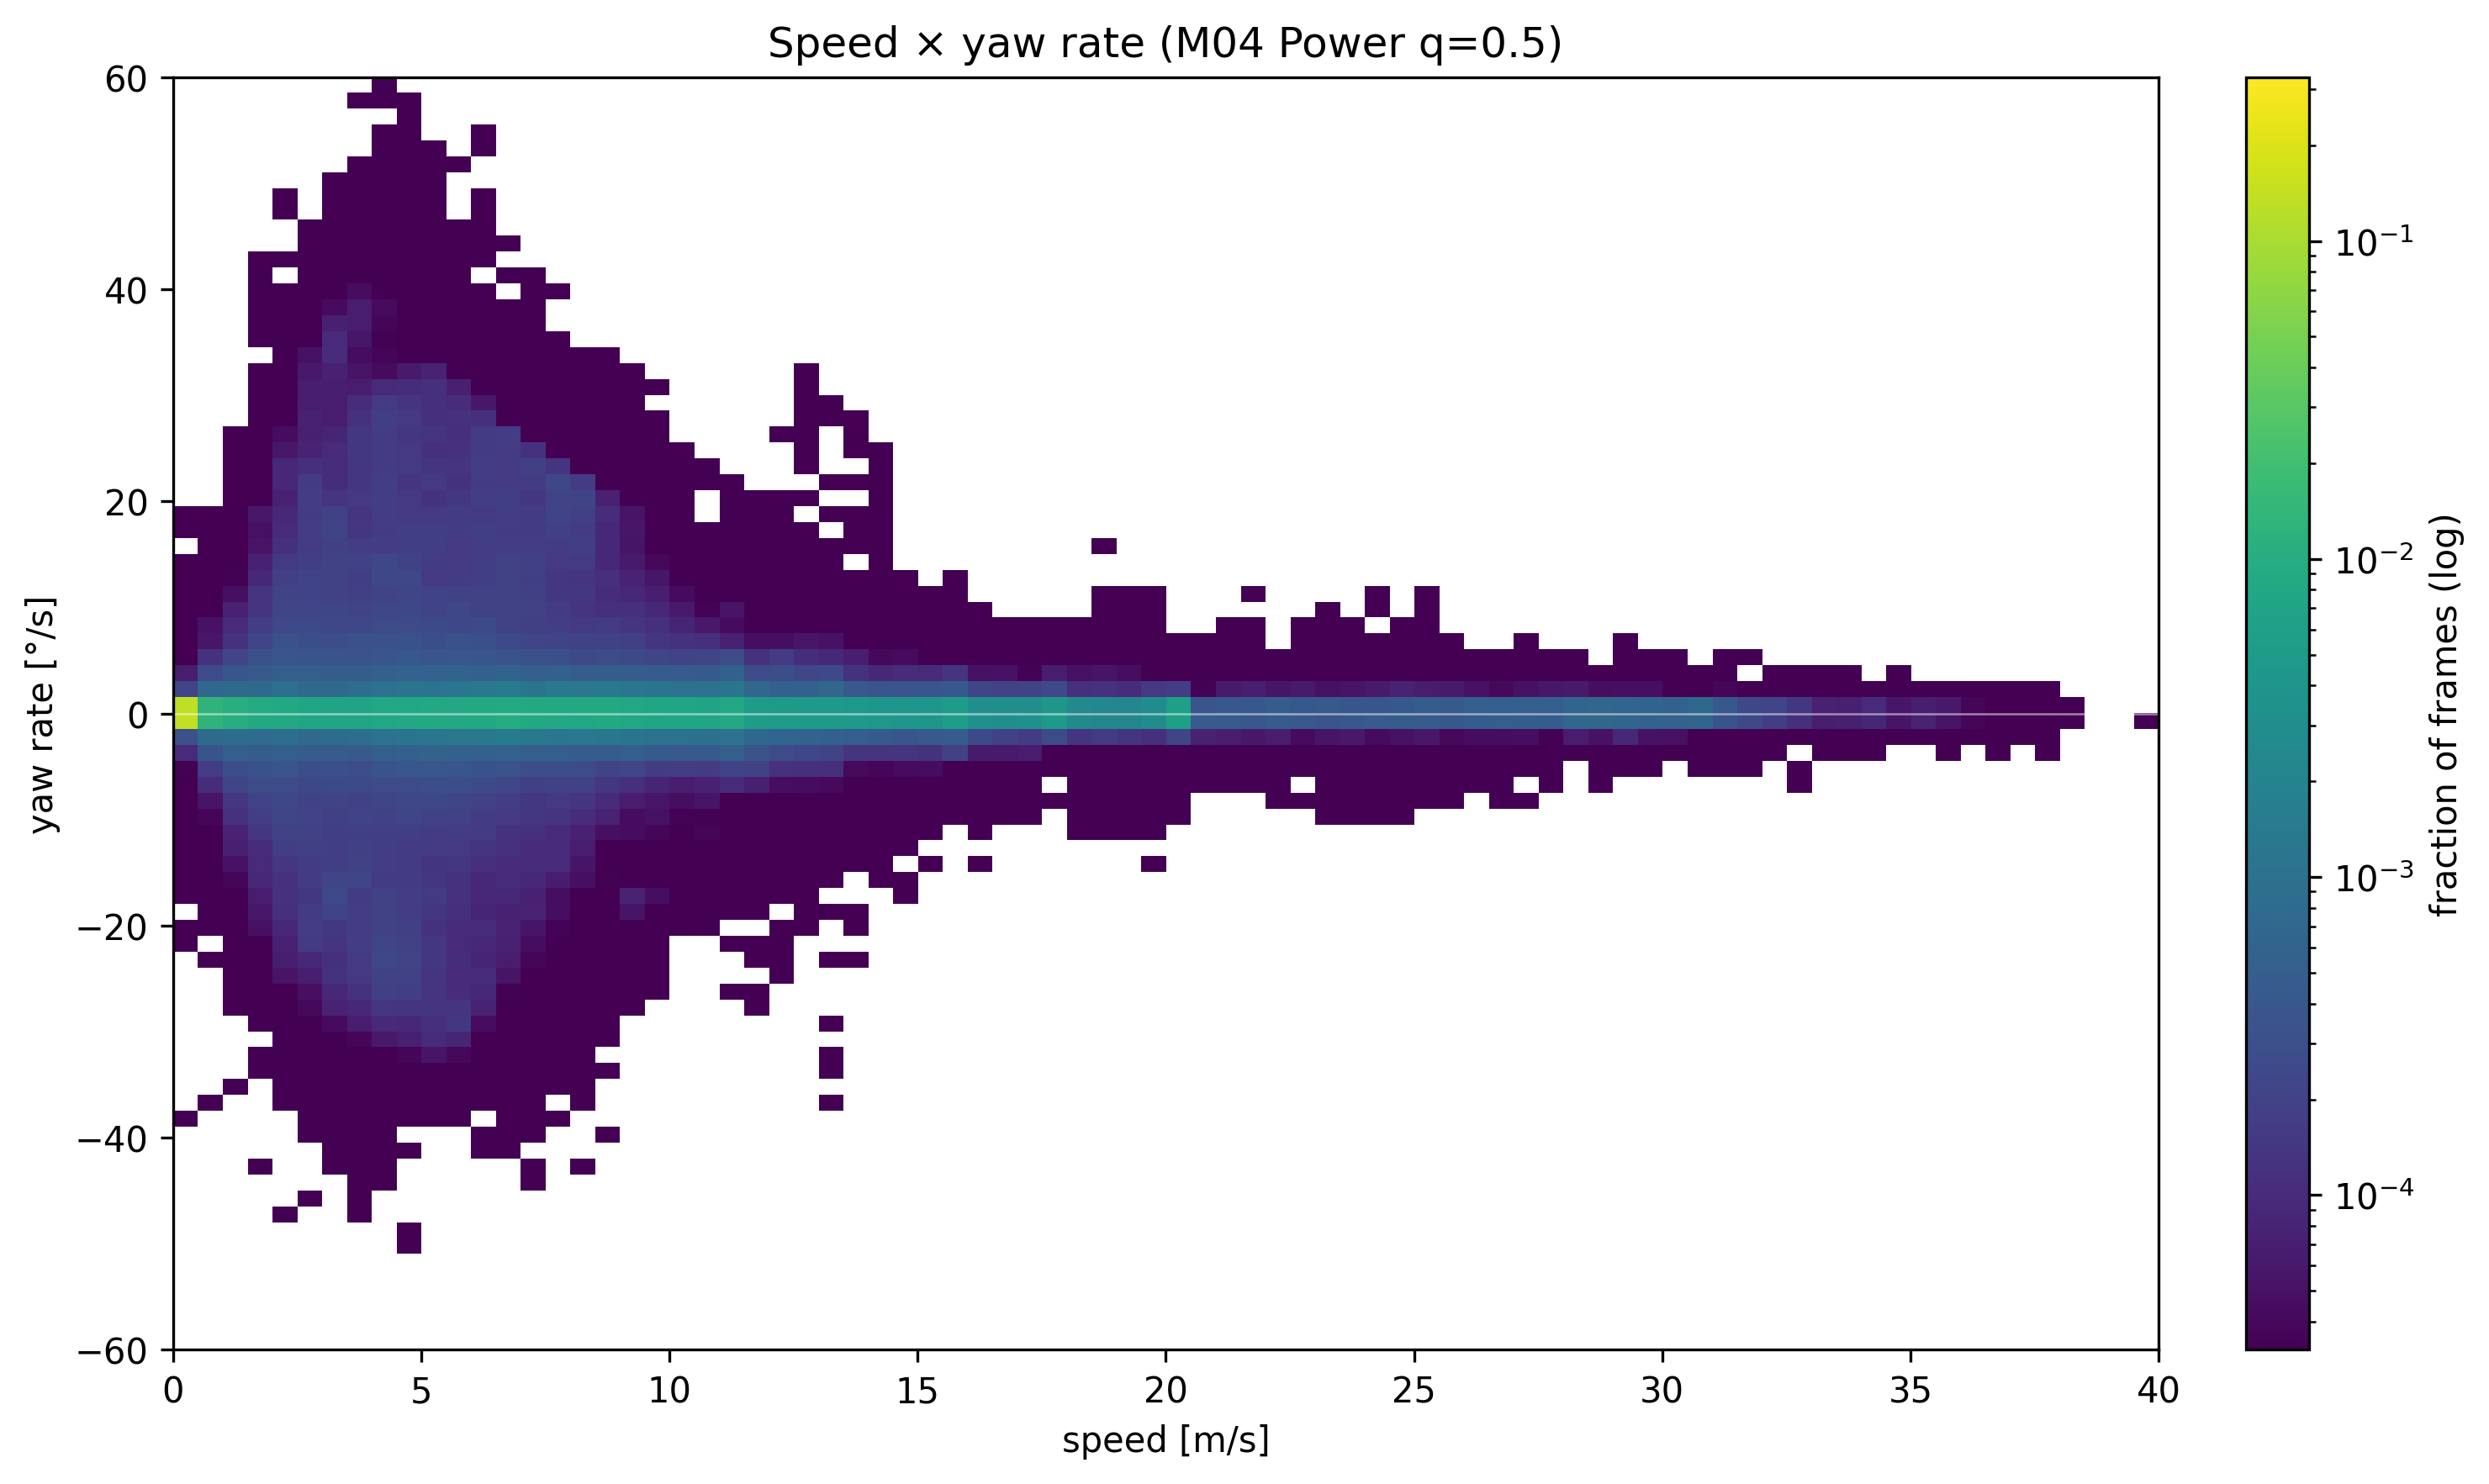 Speed × yaw rate (M04 Power q=0.5)
yaw rate [°/s]
60
40
20
0
−20
−40
−60
0 5 10 15 20 25 30 35 40
speed [m/s]
10⁻¹
10⁻²
10⁻³
10⁻⁴
fraction of frames (log)